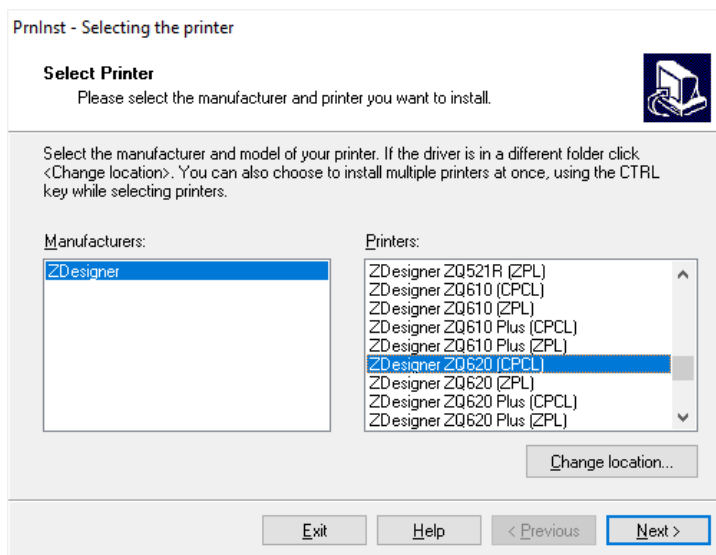 PrnInst - Selecting the printer
Select Printer
Please select the manufacturer and printer you want to install.
Select the manufacturer and model of your printer. If the driver is in a different folder click
<Change location>. You can also choose to install multiple printers at once, using the CTRL
key while selecting printers.
Manufacturers:
ZDesigner
Printers:
ZDesigner ZQ521R (ZPL)
ZDesigner ZQ610 (CPCL)
ZDesigner ZQ610 (ZPL)
ZDesigner ZQ610 Plus (CPCL)
ZDesigner ZQ610 Plus (ZPL)
ZDesigner ZQ620 (CPCL)
ZDesigner ZQ620 (ZPL)
ZDesigner ZQ620 Plus (CPCL)
ZDesigner ZQ620 Plus (ZPL)
Change location...
Exit
Help
< Previous
Next >